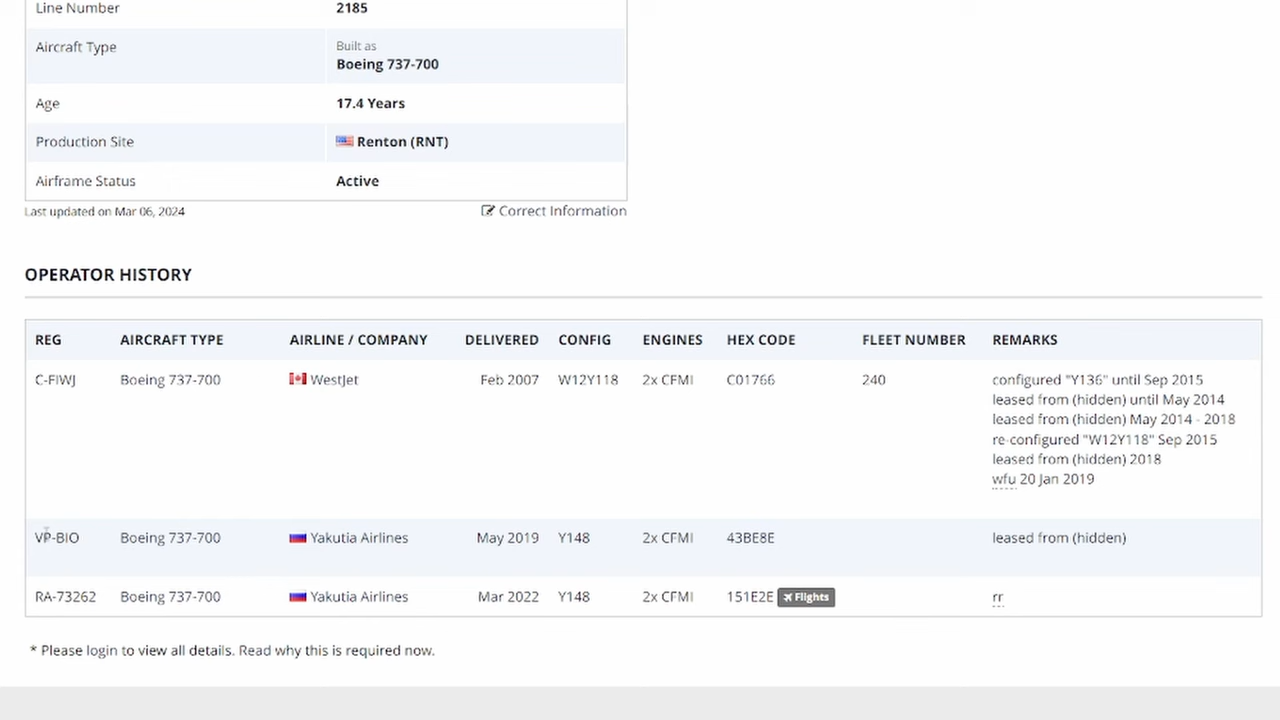 Line Number 2185
Aircraft Type Built as
Boeing 737-700
Age 17.4 Years
Production Site Renton (RNT)
Airframe Status Active
Last updated on Mar 06, 2024 Correct Information
OPERATOR HISTORY
REG AIRCRAFT TYPE AIRLINE / COMPANY DELIVERED CONFIG ENGINES HEX CODE FLEET NUMBER REMARKS
C-FIWJ Boeing 737-700 WestJet Feb 2007 W12Y118 2x CFMI C01766 240 configured "Y136" until Sep 2015
leased from (hidden) until May 2014
leased from (hidden) May 2014 - 2018
re-configured "W12Y118" Sep 2015
leased from (hidden) 2018
wfu 20 Jan 2019
VP-BIO Boeing 737-700 Yakutia Airlines May 2019 Y148 2x CFMI 43BE8E leased from (hidden)
RA-73262 Boeing 737-700 Yakutia Airlines Mar 2022 Y148 2x CFMI 151E2E Flights rr
* Please login to view all details. Read why this is required now.